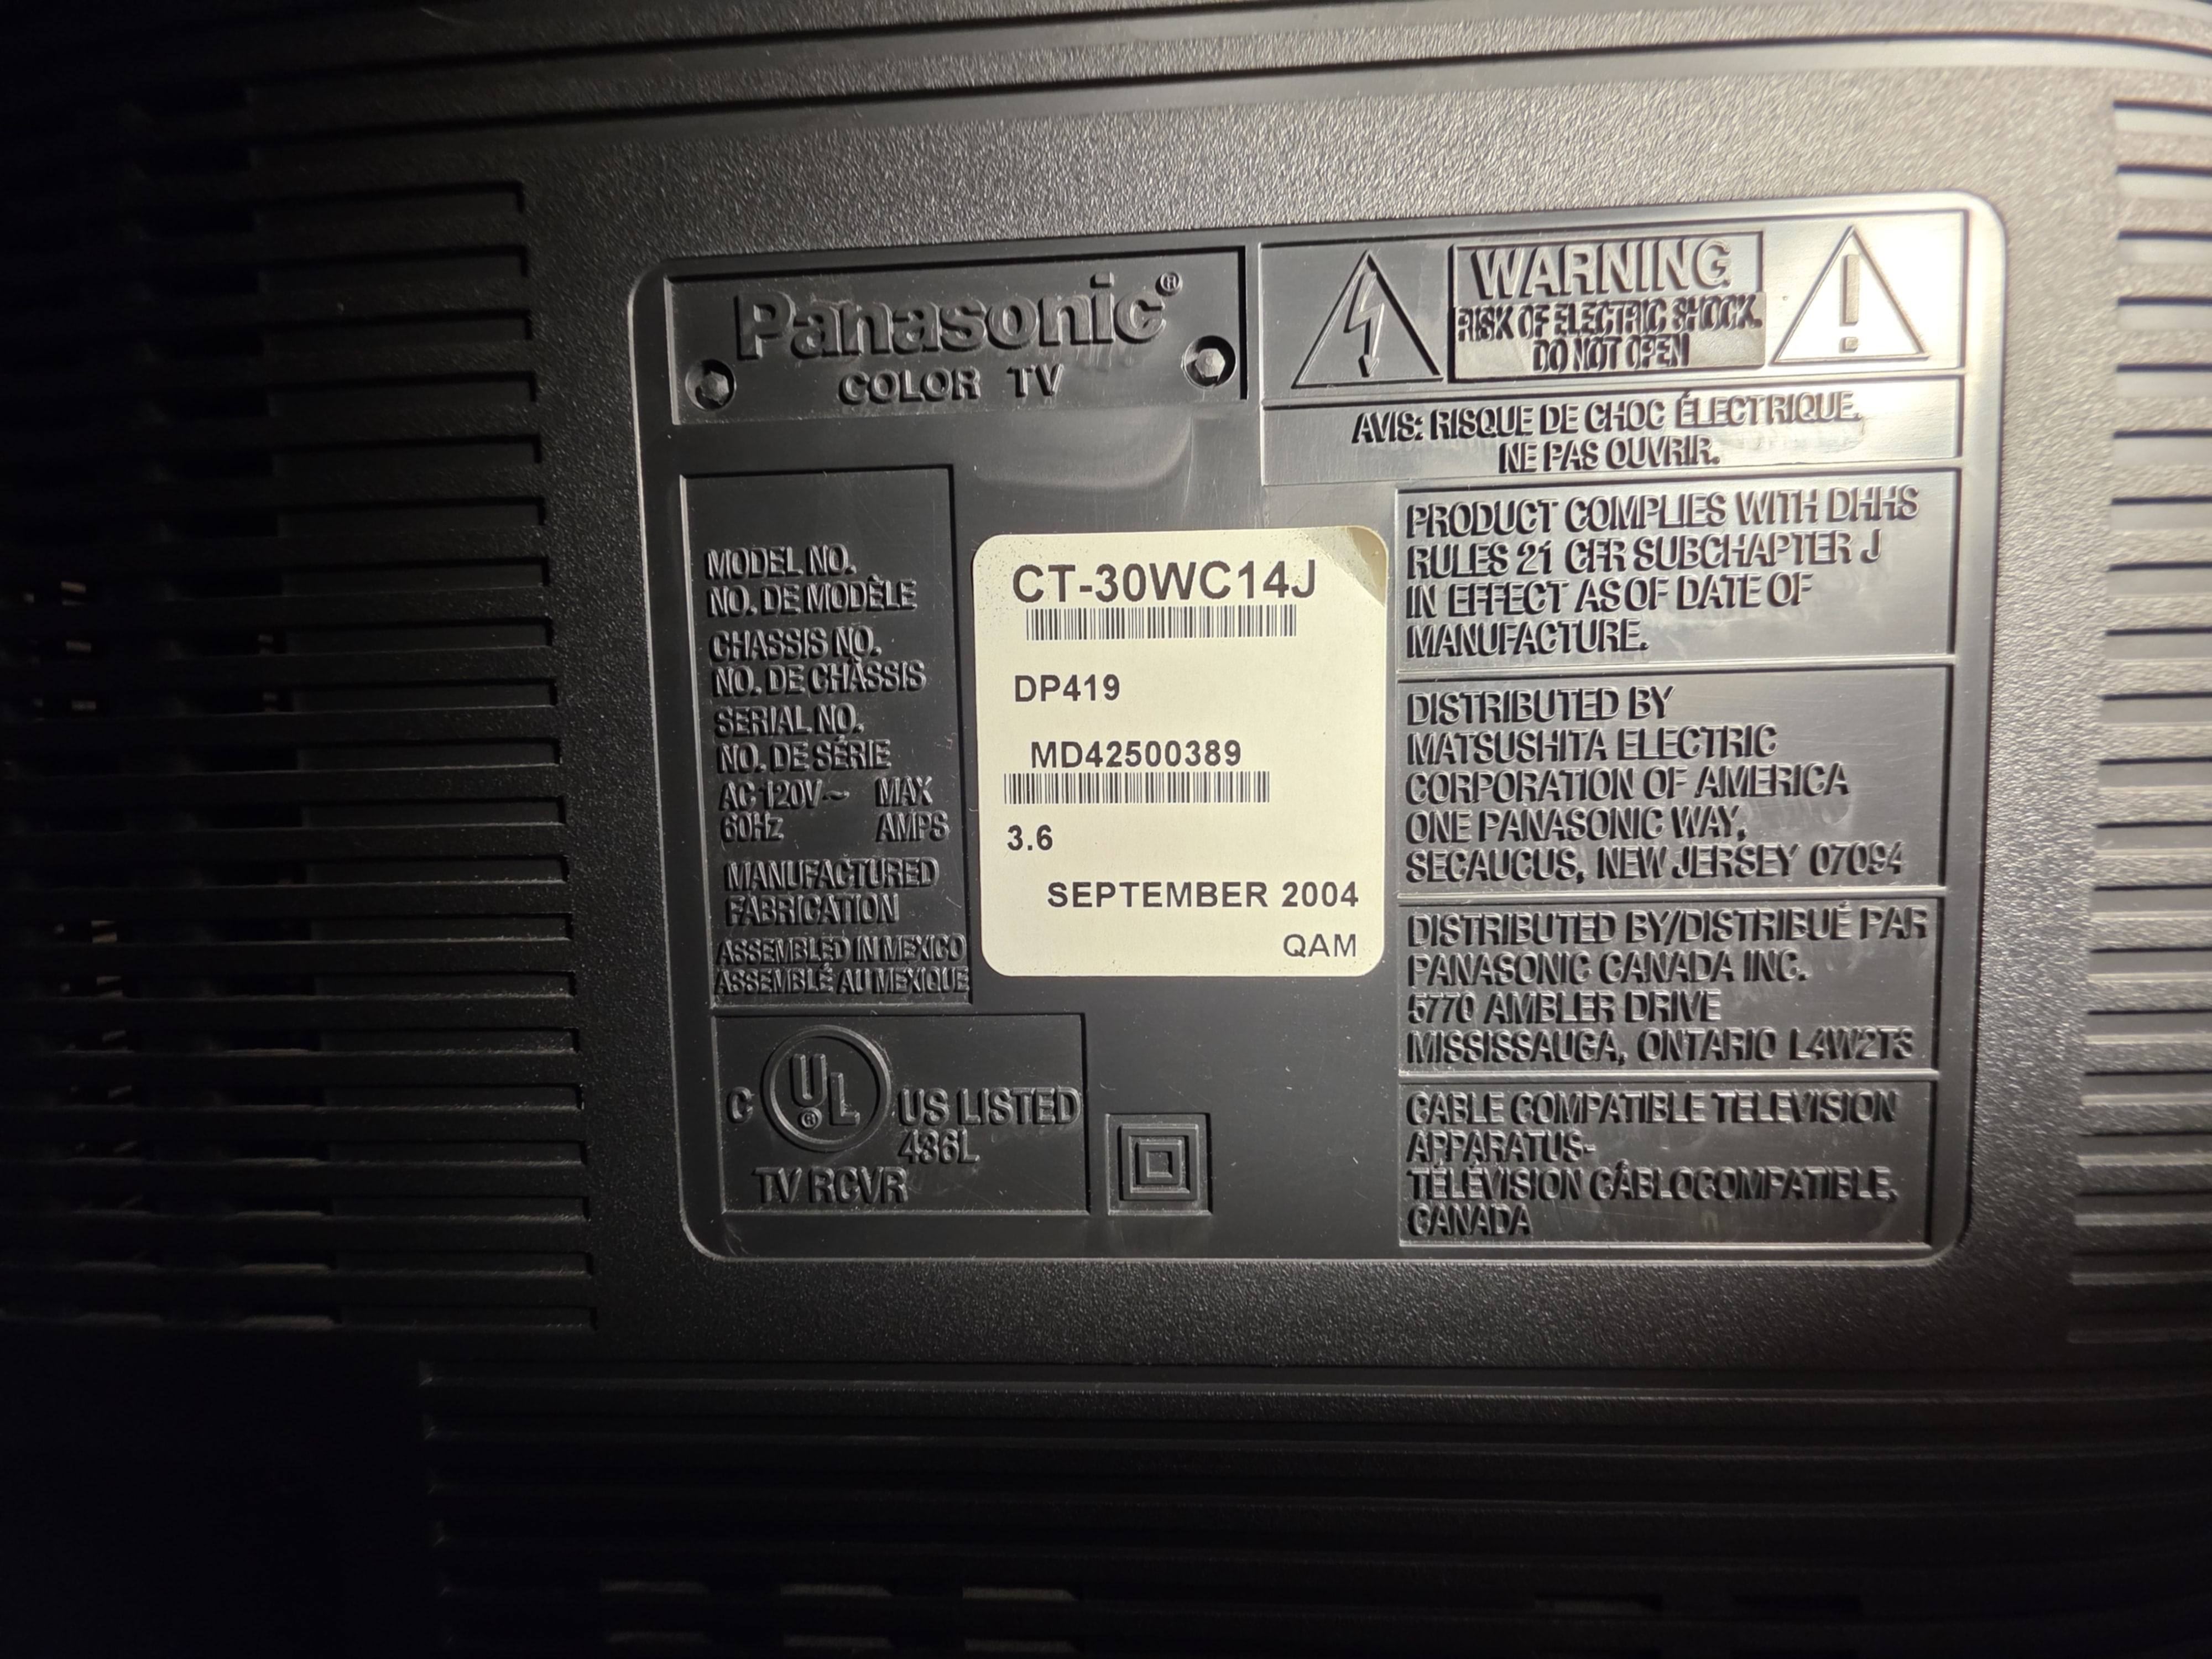 Panasonic®
COLOR TV
WARNING
RISK OF ELECTRIC SHOCK.
DO NOT OPEN
AVIS: RISQUE DE CHOC ÉLECTRIQUE.
NE PAS OUVRIR.
MODEL NO.
NO. DE MODÈLE
CHASSIS NO.
NO. DE CHÂSSIS
SERIAL NO.
NO. DE SÉRIE
AC 120V~ MAX
60Hz AMPS
MANUFACTURED
FABRICATION
ASSEMBLED IN MEXICO
ASSEMBLÉ AU MEXIQUE
CT-30WC14J
DP419
MD42500389
3.6
SEPTEMBER 2004
QAM
PRODUCT COMPLIES WITH DHHS
RULES 21 CFR SUBCHAPTER J
IN EFFECT AS OF DATE OF
MANUFACTURE.
DISTRIBUTED BY
MATSUSHITA ELECTRIC
CORPORATION OF AMERICA
ONE PANASONIC WAY,
SECAUCUS, NEW JERSEY 07094
DISTRIBUTED BY/DISTRIBUÉ PAR
PANASONIC CANADA INC.
5770 AMBLER DRIVE
MISSISSAUGA, ONTARIO L4W2T3
CABLE COMPATIBLE TELEVISION
APPARATUS-
TÉLÉVISION CÂBLOCOMPATIBLE,
CANADA
C UL® US LISTED
436L
TV RCVR